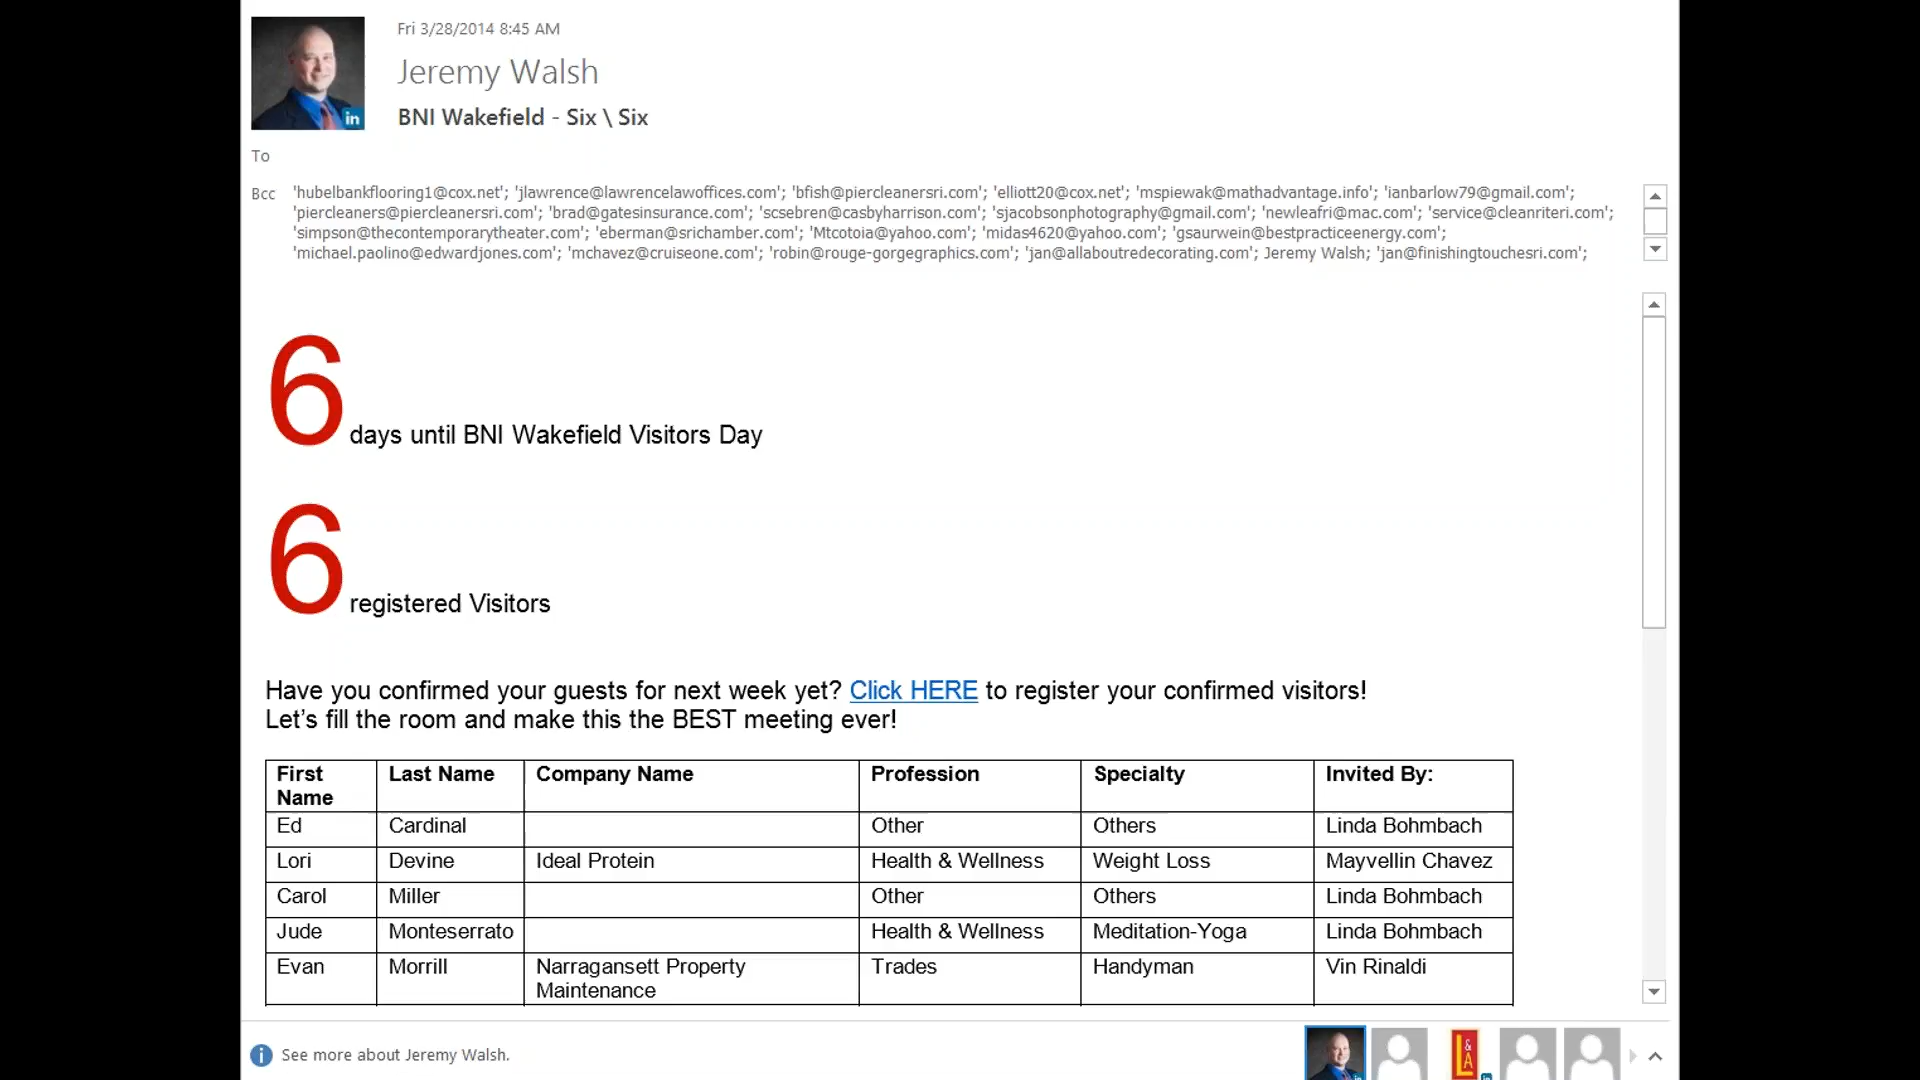 Fri 3/28/2014 8:45 AM
Jeremy Walsh
in
BNI Wakefield - Six \ Six
To
Bcc 'hubelbankflooring1@cox.net'; 'jlawrence@lawrencelawoffices.com'; 'bfish@piercleanersri.com'; 'elliott20@cox.net'; 'mspiewak@mathadvantage.info'; 'ianbarlow79@gmail.com';
'piercleaners@piercleanersri.com'; 'brad@gatesinsurance.com'; 'scsebren@casbyharrison.com'; 'sjacobsonphotography@gmail.com'; 'newleafri@mac.com'; 'service@cleanriteri.com';
'simpson@thecontemporarytheater.com'; 'eberman@srichamber.com'; 'Mtcotoia@yahoo.com'; 'midas4620@yahoo.com'; 'gsaurwein@bestpracticeenergy.com';
'michael.paolino@edwardjones.com'; 'mchavez@cruiseone.com'; 'robin@rouge-gorgegraphics.com'; 'jan@allaboutredecorating.com'; Jeremy Walsh; 'jan@finishingtouchesri.com';
6 days until BNI Wakefield Visitors Day
6 registered Visitors
Have you confirmed your guests for next week yet? Click HERE to register your confirmed visitors!
Let's fill the room and make this the BEST meeting ever!
First Name Last Name Company Name Profession Specialty Invited By:
Ed Cardinal Other Others Linda Bohmbach
Lori Devine Ideal Protein Health & Wellness Weight Loss Mayvellin Chavez
Carol Miller Other Others Linda Bohmbach
Jude Monteserrato Health & Wellness Meditation-Yoga Linda Bohmbach
Evan Morrill Narragansett Property Maintenance Trades Handyman Vin Rinaldi
See more about Jeremy Walsh.
L&A